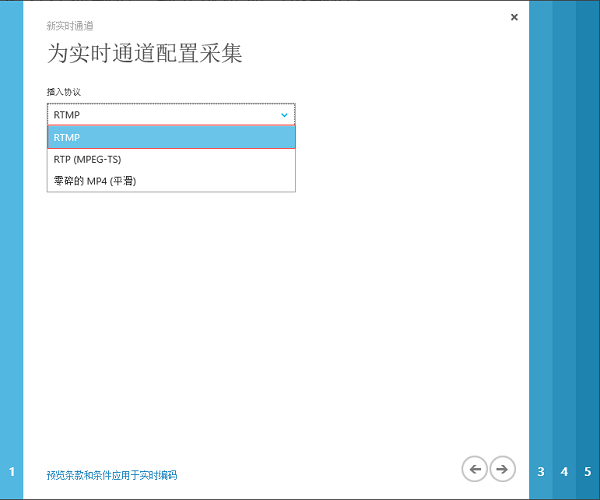 新实时通道
为实时通道配置采集
插入协议
RTMP
RTMP
RTP (MPEG-TS)
零碎的 MP4 (平滑)
1
预览条款和条件应用于实时编码
3
4
5